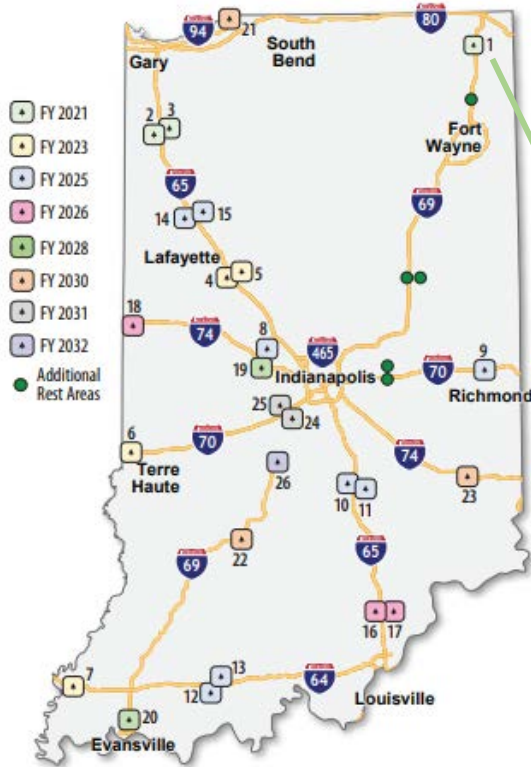 FY 2021
FY 2023
FY 2025
FY 2026
FY 2028
FY 2030
FY 2031
FY 2032
Additional
Rest Areas
94
21
80
Gary
South
Bend
1
2
3
Fort
Wayne
65
69
14
15
Lafayette
4
5
18
74
8
465
9
19
Indianapolis
70
Richmond
25
24
6
70
Terre
Haute
26
74
23
10
11
22
69
65
16
17
7
13
12
64
Louisville
20
Evansville